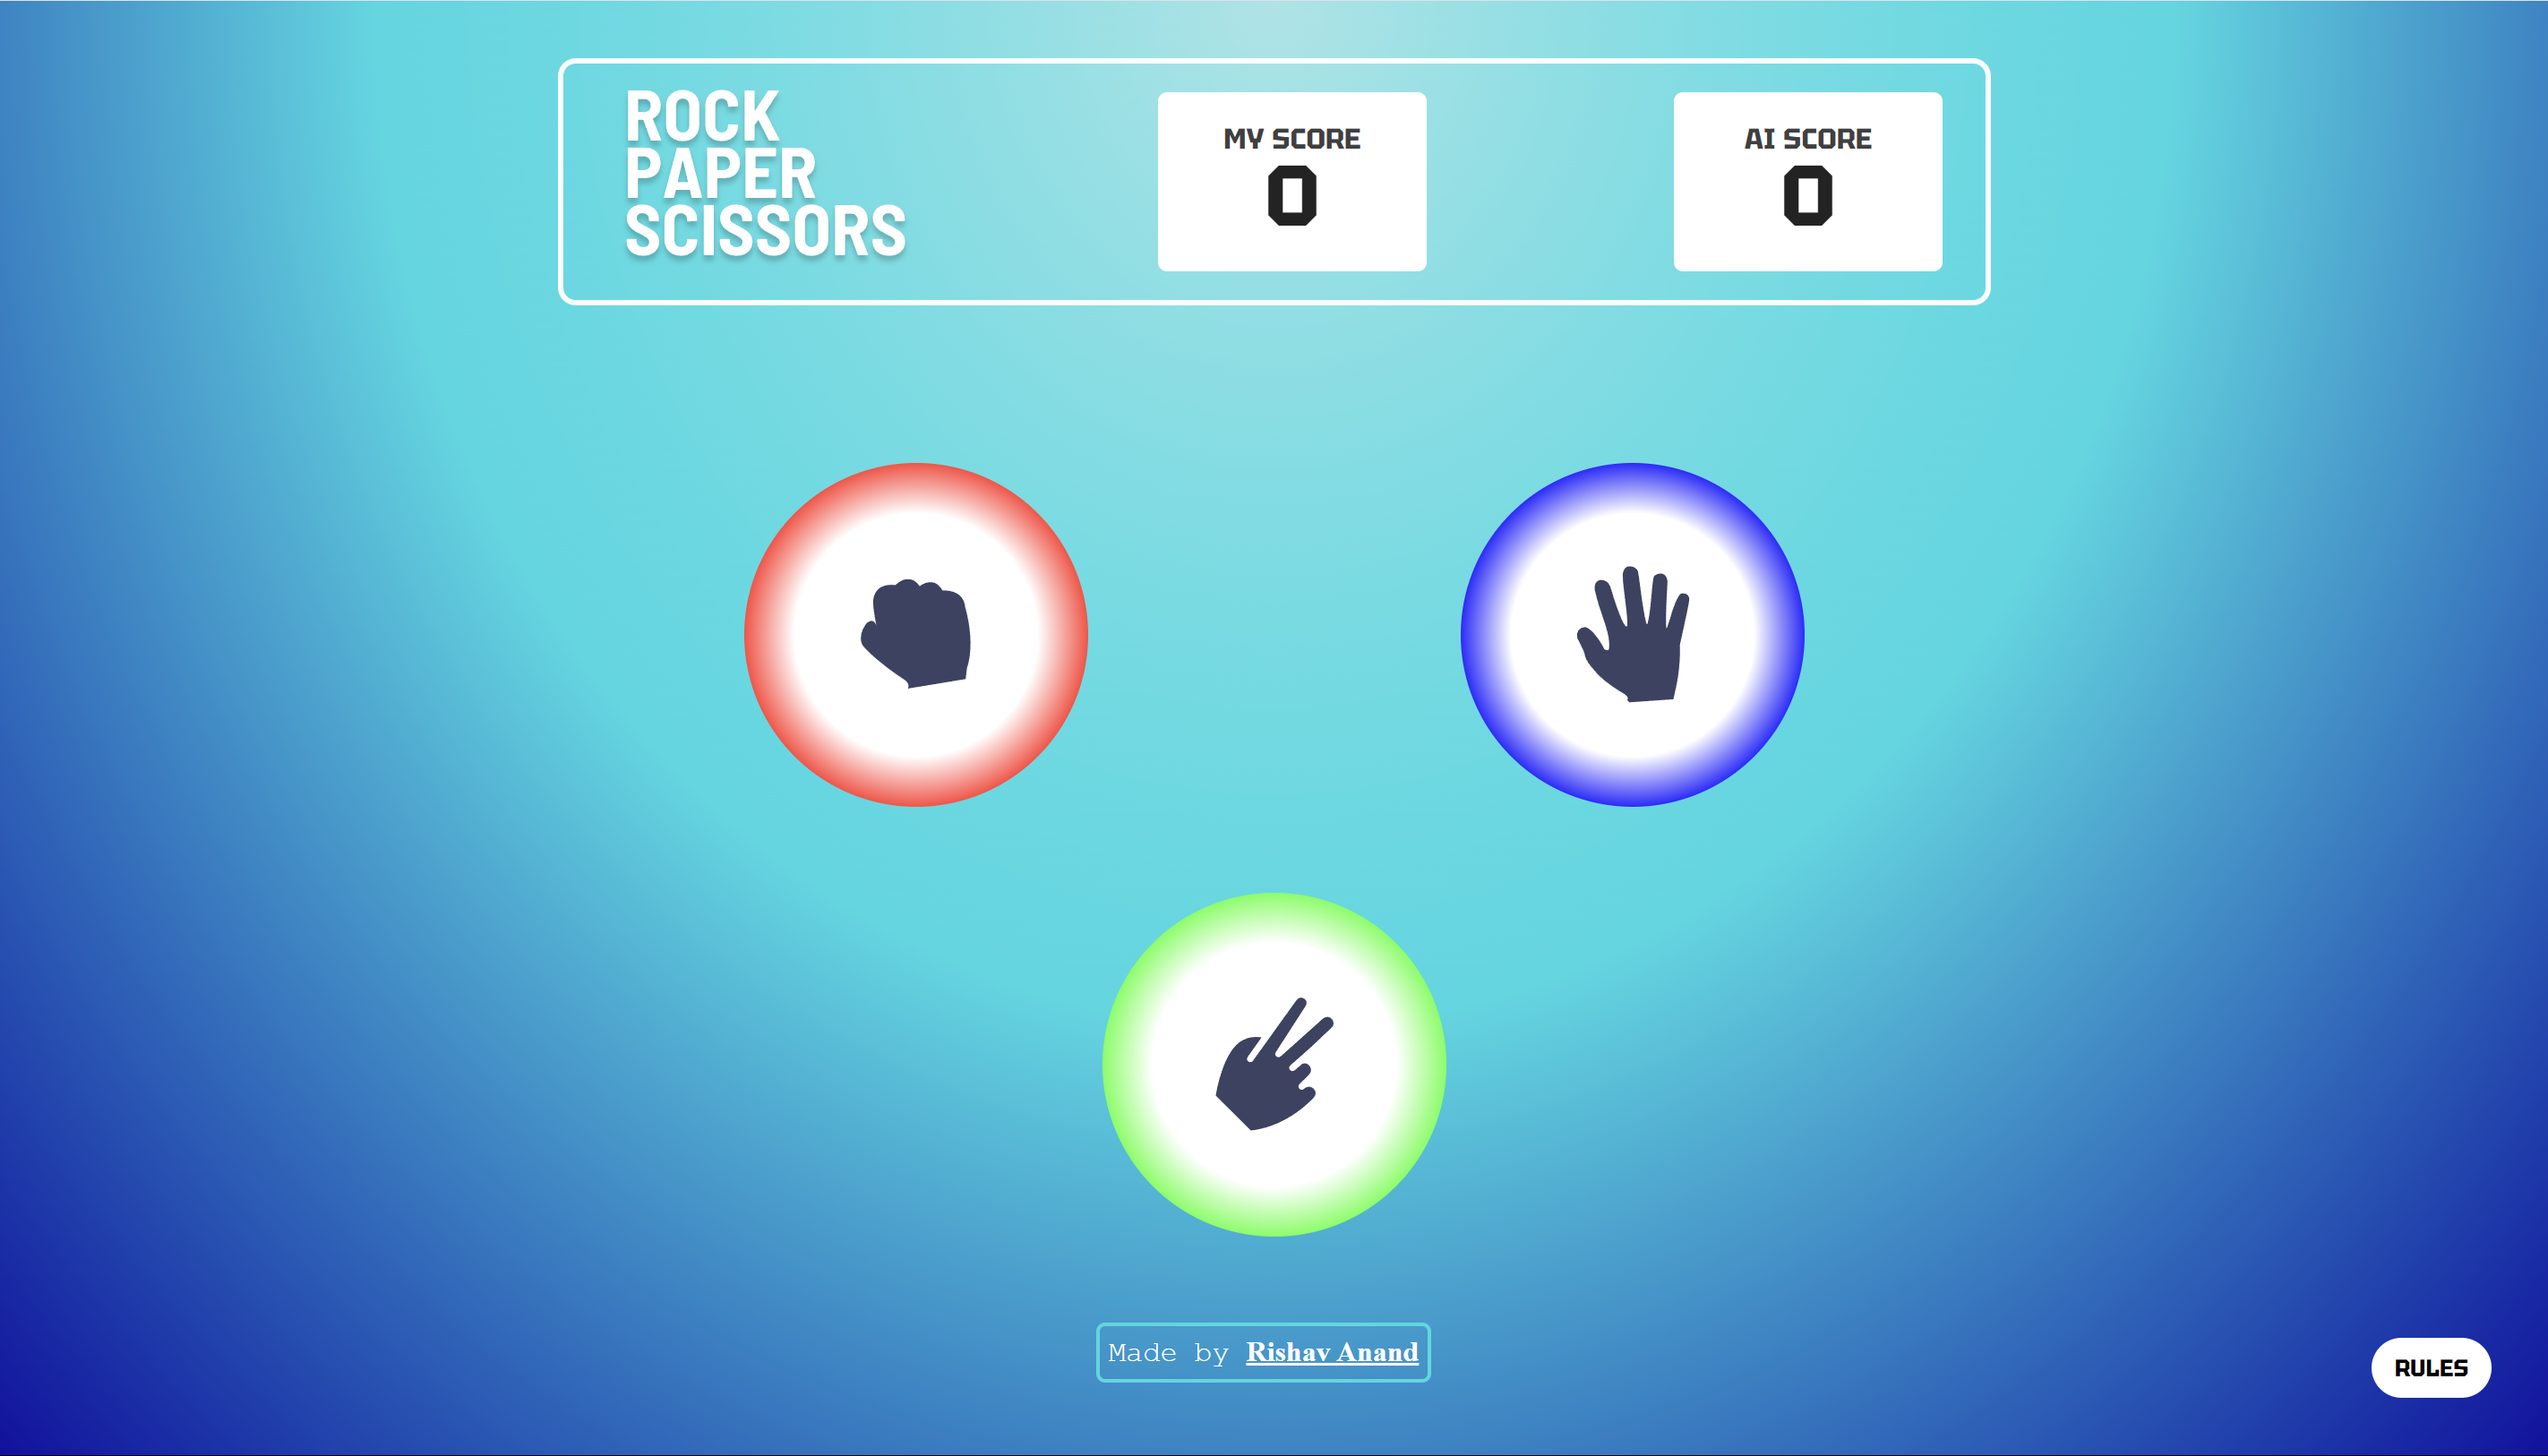 ROCK
PAPER
SCISSORS
MY SCORE
0
AI SCORE
0
Made by Rishav Anand
RULES